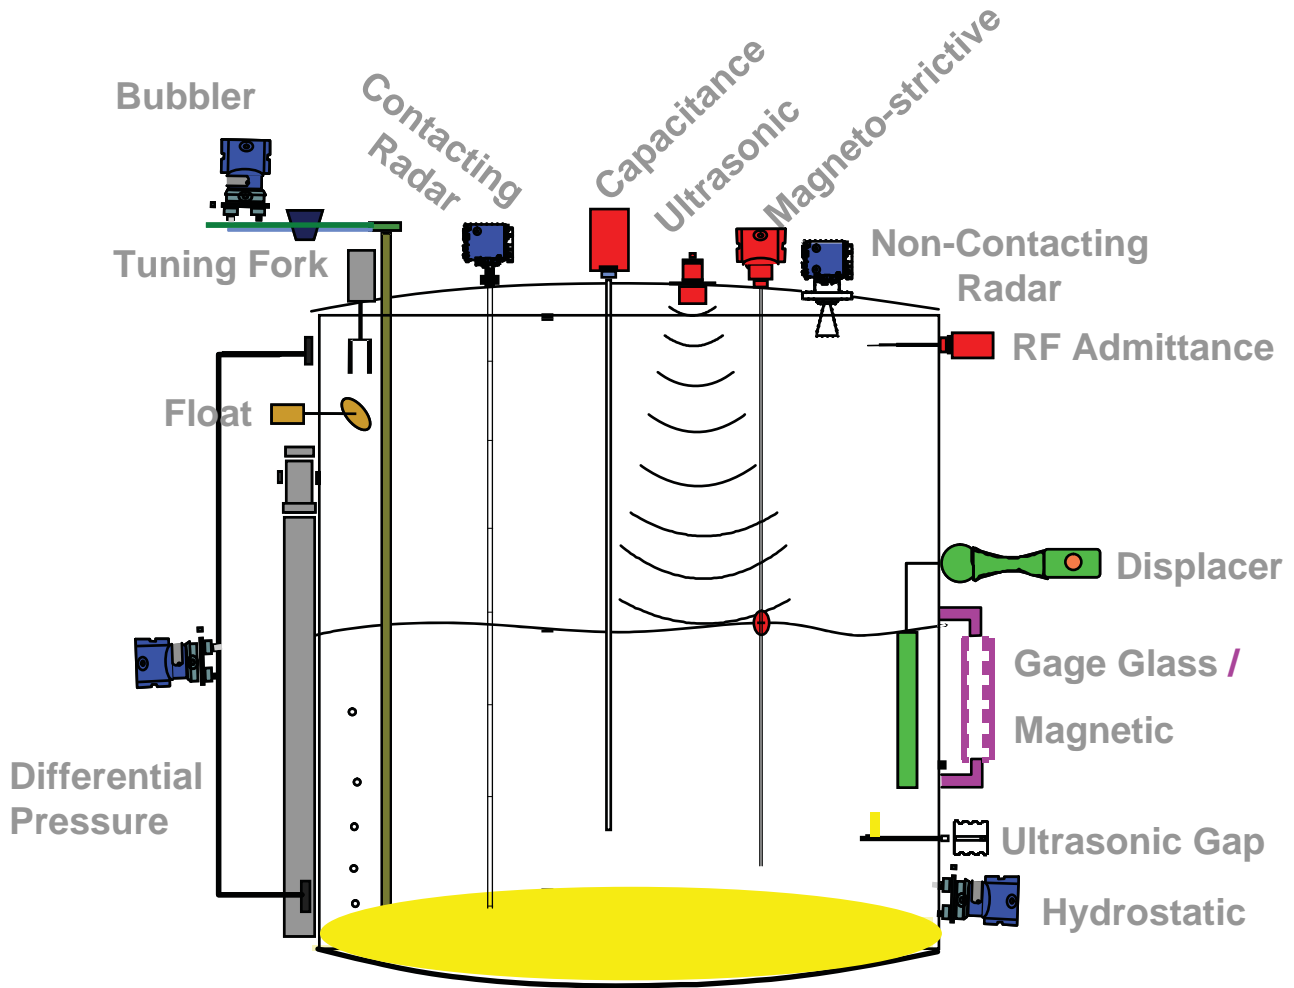 Bubbler
Contacting
Radar
Capacitance
Ultrasonic
Magneto-strictive
Tuning Fork
Non-Contacting
Radar
RF Admittance
Float
Displacer
Gage Glass /
Magnetic
Differential
Pressure
Ultrasonic Gap
Hydrostatic